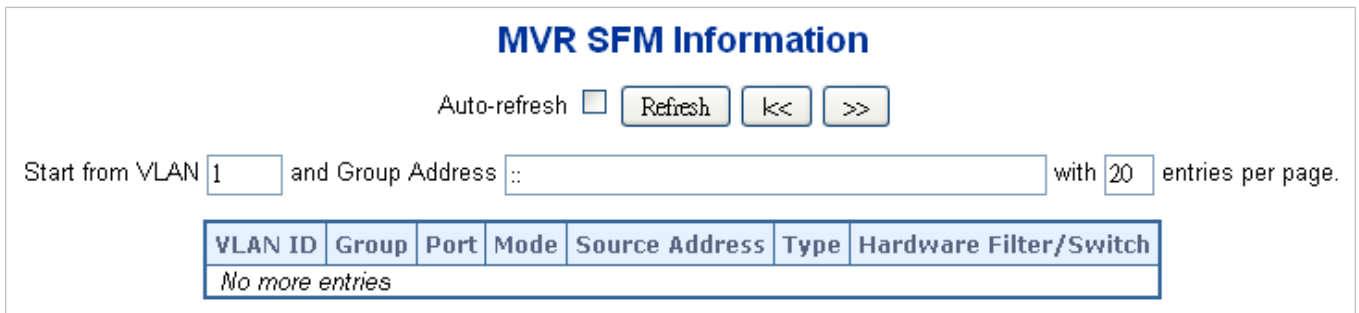 MVR SFM Information
Auto-refresh Refresh |<< >>
Start from VLAN 1 and Group Address :: with 20 entries per page.
VLAN ID Group Port Mode Source Address Type Hardware Filter/Switch
No more entries